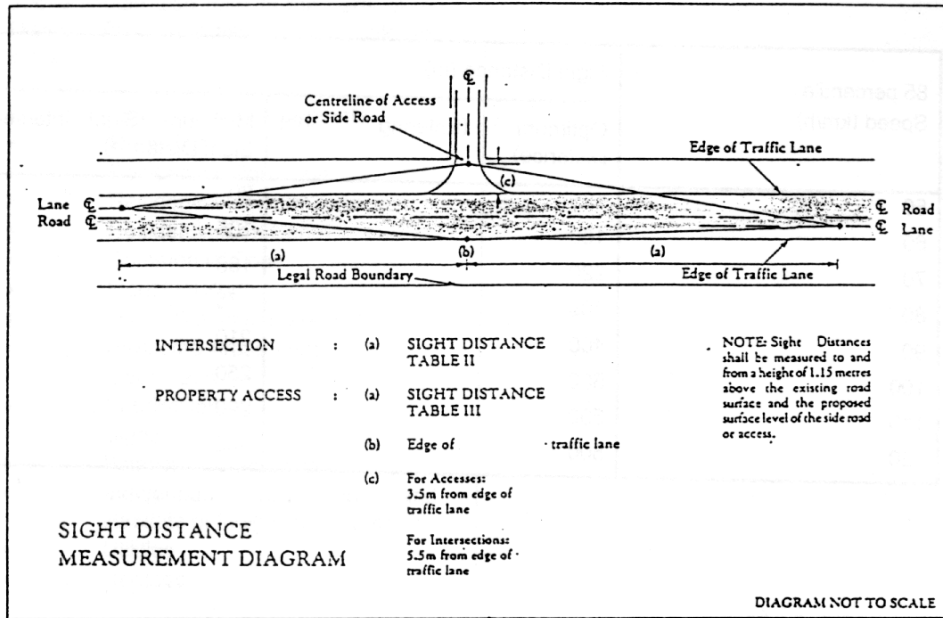 ℄
Centreline of Access
or Side Road
Edge of Traffic Lane
(c)
Lane ℄
Road ℄
℄ Road
℄ Lane
(a) (b) (a)
Legal Road Boundary
Edge of Traffic Lane
INTERSECTION : (a) SIGHT DISTANCE
TABLE II
PROPERTY ACCESS : (a) SIGHT DISTANCE
TABLE III
(b) Edge of traffic lane
(c) For Accesses:
3.5m from edge of
traffic lane
For Intersections:
5.5m from edge of
traffic lane
NOTE: Sight Distances
shall be measured to and
from a height of 1.15 metres
above the existing road
surface and the proposed
surface level of the side road
or access.
SIGHT DISTANCE
MEASUREMENT DIAGRAM
DIAGRAM NOT TO SCALE